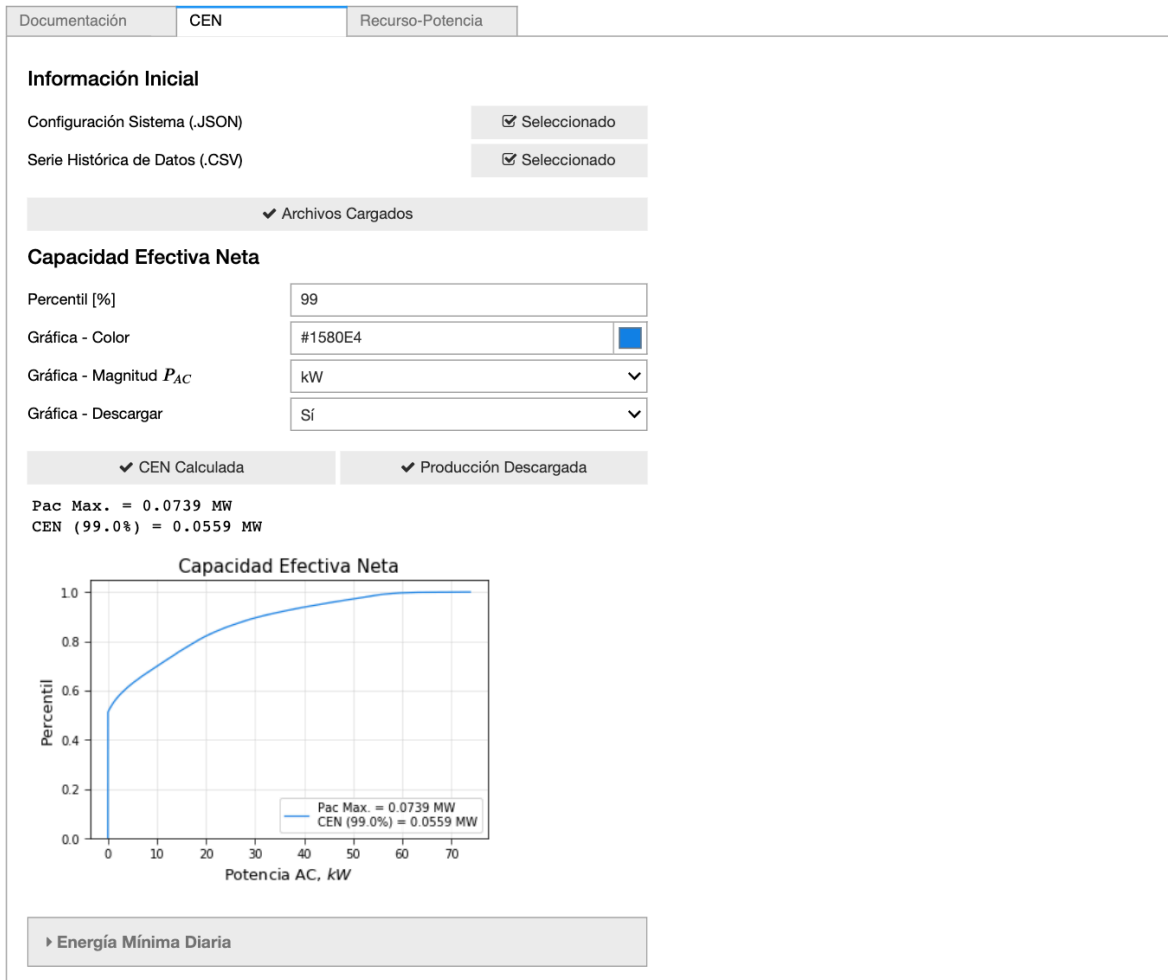 Documentación
CEN
Recurso-Potencia
Información Inicial
Configuración Sistema (.JSON)
Seleccionado
Serie Histórica de Datos (.CSV)
Seleccionado
Archivos Cargados
Capacidad Efectiva Neta
Percentil [%]
99
Gráfica - Color
#1580E4
Gráfica - Magnitud P_AC
kW
Gráfica - Descargar
Sí
CEN Calculada
Producción Descargada
Pac Max. = 0.0739 MW
CEN (99.0%) = 0.0559 MW
Capacidad Efectiva Neta
1.0
0.8
0.6
0.4
0.2
0.0
Percentil
Pac Max. = 0.0739 MW
CEN (99.0%) = 0.0559 MW
0 10 20 30 40 50 60 70
Potencia AC, kW
Energía Mínima Diaria